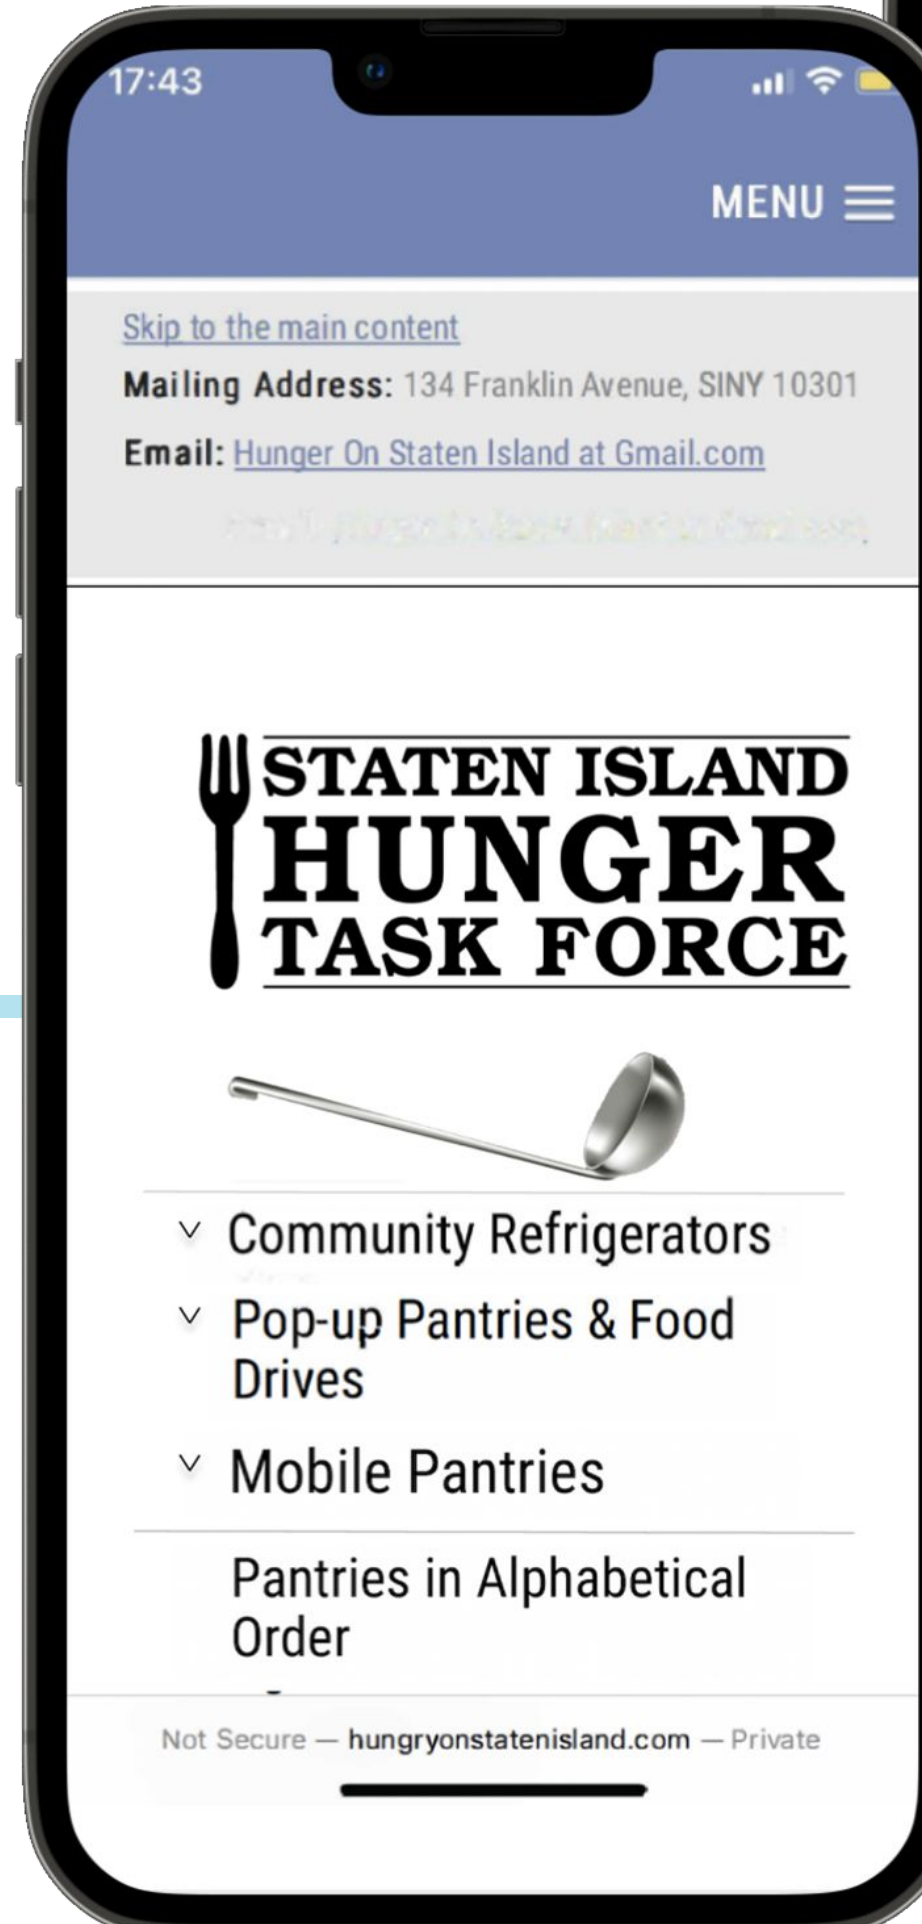 17:43
MENU
Skip to the main content
Mailing Address: 134 Franklin Avenue, SINY 10301
Email: Hunger On Staten Island at Gmail.com
STATEN ISLAND
HUNGER
TASK FORCE
Community Refrigerators
Pop-up Pantries & Food
Drives
Mobile Pantries
Pantries in Alphabetical
Order
Not Secure — hungryonstatenisland.com — Private